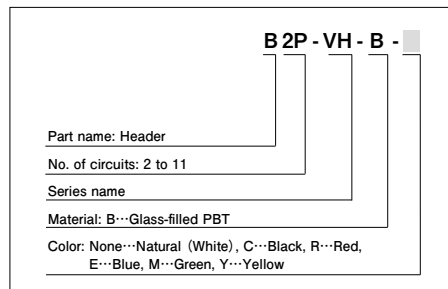 B 2P - VH - B -
Part name: Header
No. of circuits: 2 to 11
Series name
Material: B···Glass-filled PBT
Color: None···Natural (White), C···Black, R···Red,
E···Blue, M···Green, Y···Yellow